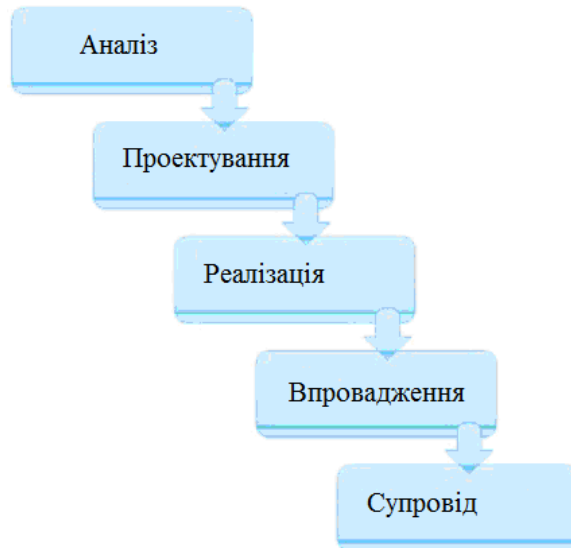 Аналіз
Проектування
Реалізація
Впровадження
Супровід